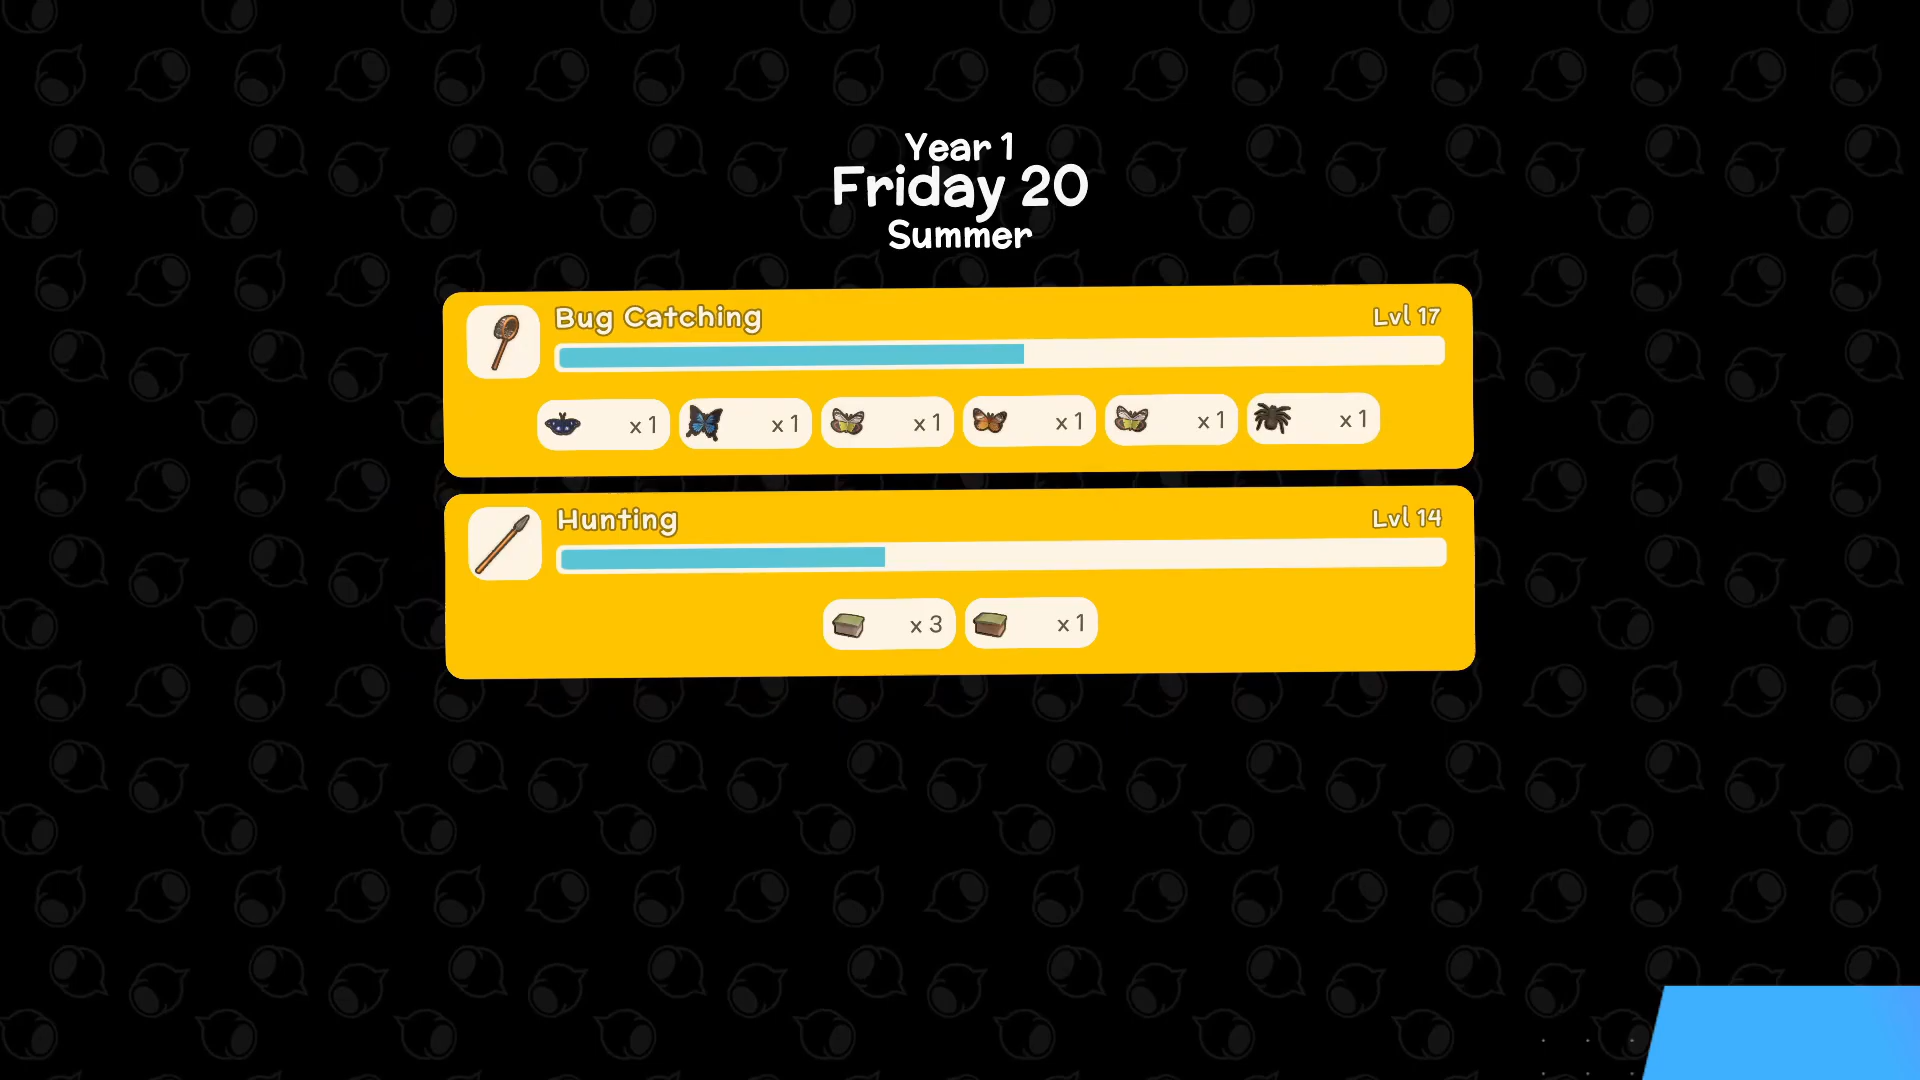 Year 1
Friday 20
Summer
Bug Catching
Lvl 17
x 1
x 1
x 1
x 1
x 1
x 1
Hunting
Lvl 14
x 3
x 1